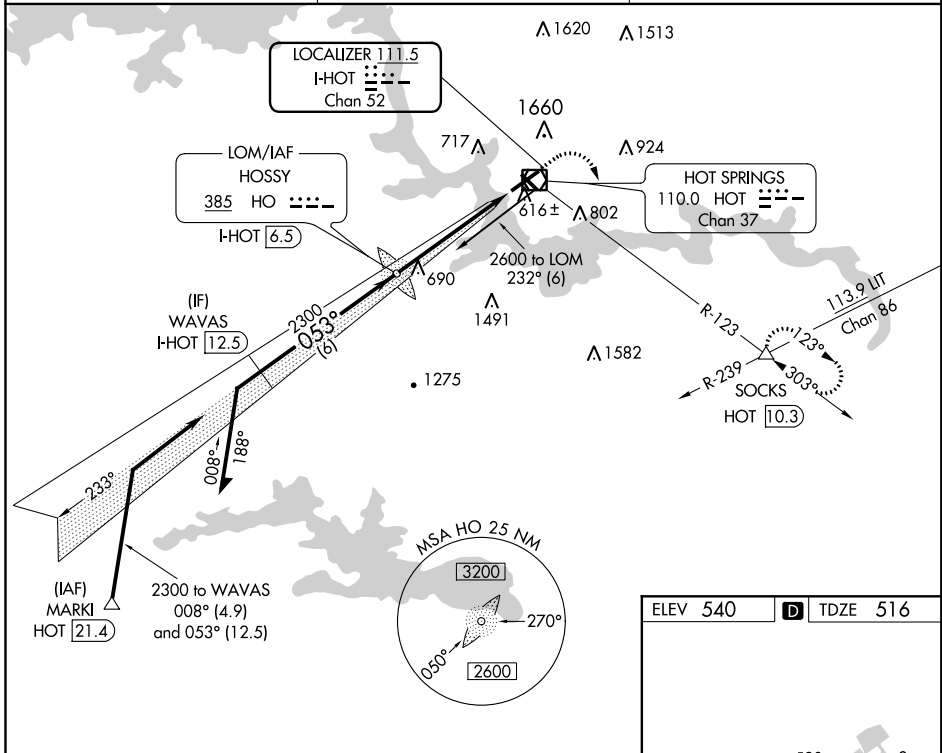 1620
1513
LOCALIZER 111.5
I-HOT
Chan 52
1660
717
924
LOM/IAF
HOSSY
385 HO
I-HOT 6.5
HOT SPRINGS
110.0 HOT
Chan 37
616 ±
802
2600 to LOM
232° (6)
690
(IF)
WAVAS
I-HOT 12.5
2300
053°
(6)
1491
113.9 LIT
Chan 86
R-123
1582
123°
1275
R-239
303°
SOCKS
HOT 10.3
008°
188°
233°
MSA HO 25 NM
3200
(IAF)
MARKI
HOT 21.4
2300 to WAVAS
008° (4.9)
and 053° (12.5)
270°
050°
2600
ELEV 540 D TDZE 516